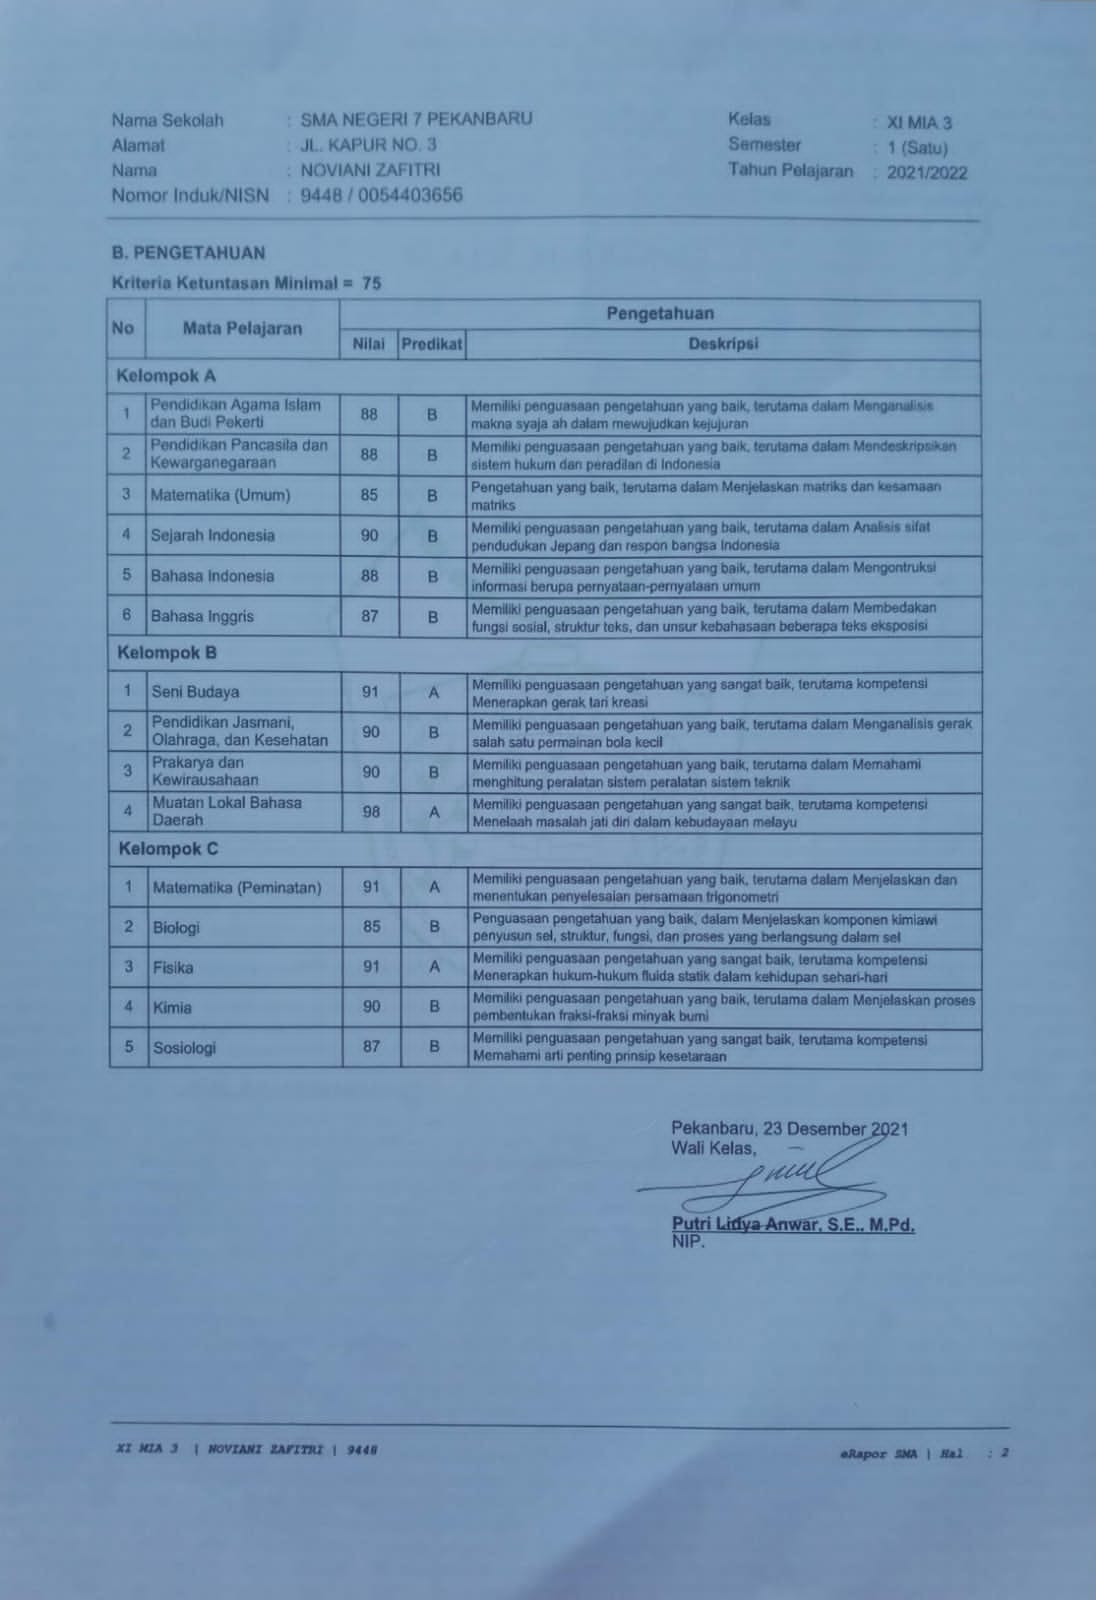 Nama Sekolah : SMA NEGERI 7 PEKANBARU Kelas : XI MIA 3
Alamat : JL. KAPUR NO. 3 Semester : 1 (Satu)
Nama : NOVIANI ZAFITRI Tahun Pelajaran : 2021/2022
Nomor Induk/NISN : 9448 / 0054403656
B. PENGETAHUAN
Kriteria Ketuntasan Minimal = 75
No Mata Pelajaran Pengetahuan
Nilai Predikat Deskripsi
Kelompok A
1 Pendidikan Agama Islam dan Budi Pekerti 88 B Memiliki penguasaan pengetahuan yang baik, terutama dalam Menganalisis
makna syaja ah dalam mewujudkan kejujuran
2 Pendidikan Pancasila dan Kewarganegaraan 88 B Memiliki penguasaan pengetahuan yang baik, terutama dalam Mendeskripsikan
sistem hukum dan peradilan di Indonesia
3 Matematika (Umum) 85 B Pengetahuan yang baik, terutama dalam Menjelaskan matriks dan kesamaan
matriks
4 Sejarah Indonesia 90 B Memiliki penguasaan pengetahuan yang baik, terutama dalam Analisis sifat
pendudukan Jepang dan respon bangsa Indonesia
5 Bahasa Indonesia 88 B Memiliki penguasaan pengetahuan yang baik, terutama dalam Mengontruksi
informasi berupa pernyataan-pernyataan umum
6 Bahasa Inggris 87 B Memiliki penguasaan pengetahuan yang baik, terutama dalam Membedakan
fungsi sosial, struktur teks, dan unsur kebahasaan beberapa teks eksposisi
Kelompok B
1 Seni Budaya 91 A Memiliki penguasaan pengetahuan yang sangat baik, terutama kompetensi
Menerapkan gerak tari kreasi
2 Pendidikan Jasmani, Olahraga, dan Kesehatan 90 B Memiliki penguasaan pengetahuan yang baik, terutama dalam Menganalisis gerak
salah satu permainan bola kecil
3 Prakarya dan Kewirausahaan 90 B Memiliki penguasaan pengetahuan yang baik, terutama dalam Memahami
menghitung peralatan sistem peralatan sistem teknik
4 Muatan Lokal Bahasa Daerah 98 A Memiliki penguasaan pengetahuan yang sangat baik, terutama kompetensi
Menelaah masalah jati diri dalam kebudayaan melayu
Kelompok C
1 Matematika (Peminatan) 91 A Memiliki penguasaan pengetahuan yang baik, terutama dalam Menjelaskan dan
menentukan penyelesaian persamaan trigonometri
2 Biologi 85 B Penguasaan pengetahuan yang baik, dalam Menjelaskan komponen kimiawi
penyusun sel, struktur, fungsi, dan proses yang berlangsung dalam sel
3 Fisika 91 A Memiliki penguasaan pengetahuan yang sangat baik, terutama kompetensi
Menerapkan hukum-hukum fluida statik dalam kehidupan sehari-hari
4 Kimia 90 B Memiliki penguasaan pengetahuan yang baik, terutama dalam Menjelaskan proses
pembentukan fraksi-fraksi minyak bumi
5 Sosiologi 87 B Memiliki penguasaan pengetahuan yang sangat baik, terutama kompetensi
Memahami arti penting prinsip kesetaraan
Pekanbaru, 23 Desember 2021
Wali Kelas,
Putri Lidya Anwar, S.E., M.Pd.
NIP.
XI MIA 3 | NOVIANI ZAFITRI | 9448 eRapor SMA | Hal : 2